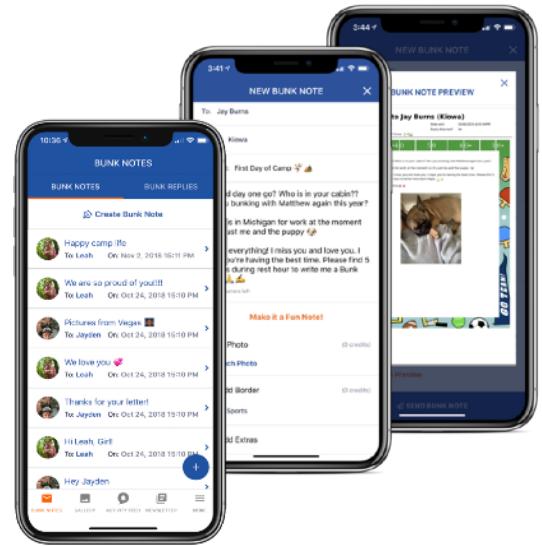 10:36
BUNK NOTES
BUNK NOTES BUNK REPLIES
Create Bunk Note
Happy camp life
To: Leah On: Nov 2, 2018 15:11 PM
We are so proud of you!!!!
To: Leah On: Oct 24, 2018 15:10 PM
Pictures from Vegas
To: Jayden On: Oct 24, 2018 15:10 PM
We love you 💞
To: Leah On: Oct 24, 2018 15:10 PM
Thanks for your letter!
To: Jayden On: Oct 24, 2018 15:10 PM
Hi Leah, Girl!
To: Leah On: Oct 24, 2018 15:10 PM
Hey Jayden
+
BUNK NOTES GALLERY NEWSLETTER MORE
3:41
NEW BUNK NOTE
To: Jay Burns
Kiowa
First Day of Camp
d day one go? Who is in your cabin??
bunking with Matthew again this year?
is in Michigan for work at the moment
ust me and the puppy
everything! I miss you and love you. I
ou're having the best time. Please find 5
s during rest hour to write me a Bunk
Make it a Fun Note!
Photo (0 credits)
ch Photo
dd Border (0 credits)
Sports
dd Extras
3:44
NEW BUNK NOTE
BUNK NOTE PREVIEW
to Jay Burns (Kiowa)
GO TEAM!
Preview
SEND BUNK NOTE